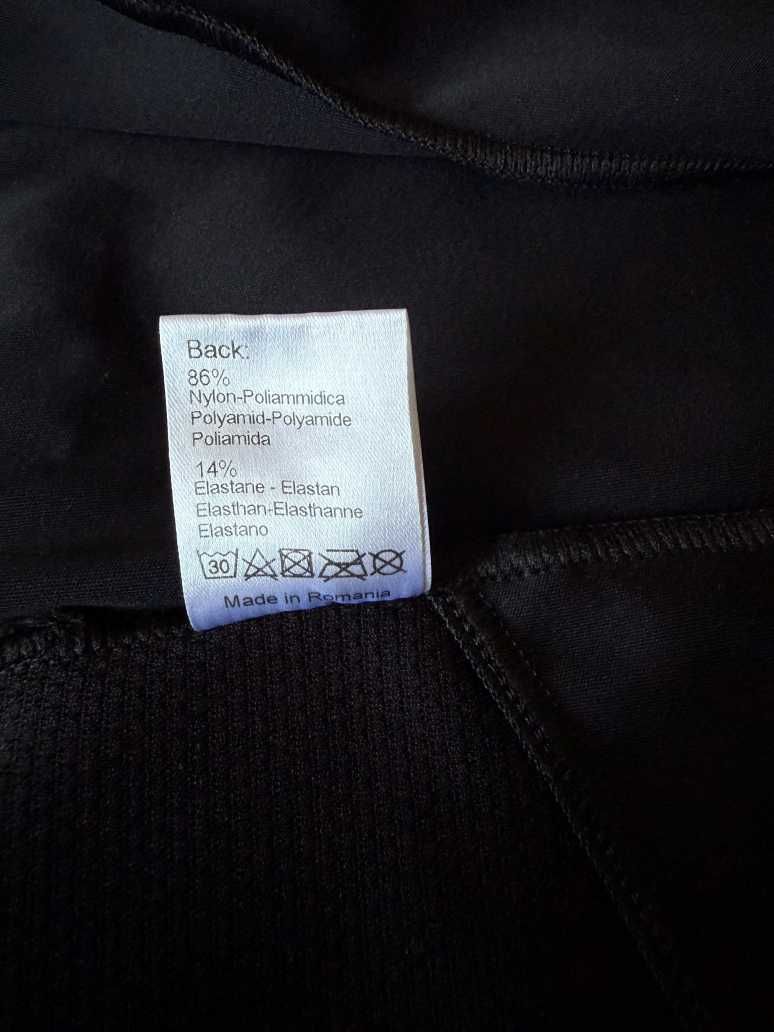 Back:
86%
Nylon-Poliammidica
Polyamid-Polyamide
Poliamida
14%
Elastane - Elastan
Elasthan-Elasthanne
Elastano
30
Made in Romania